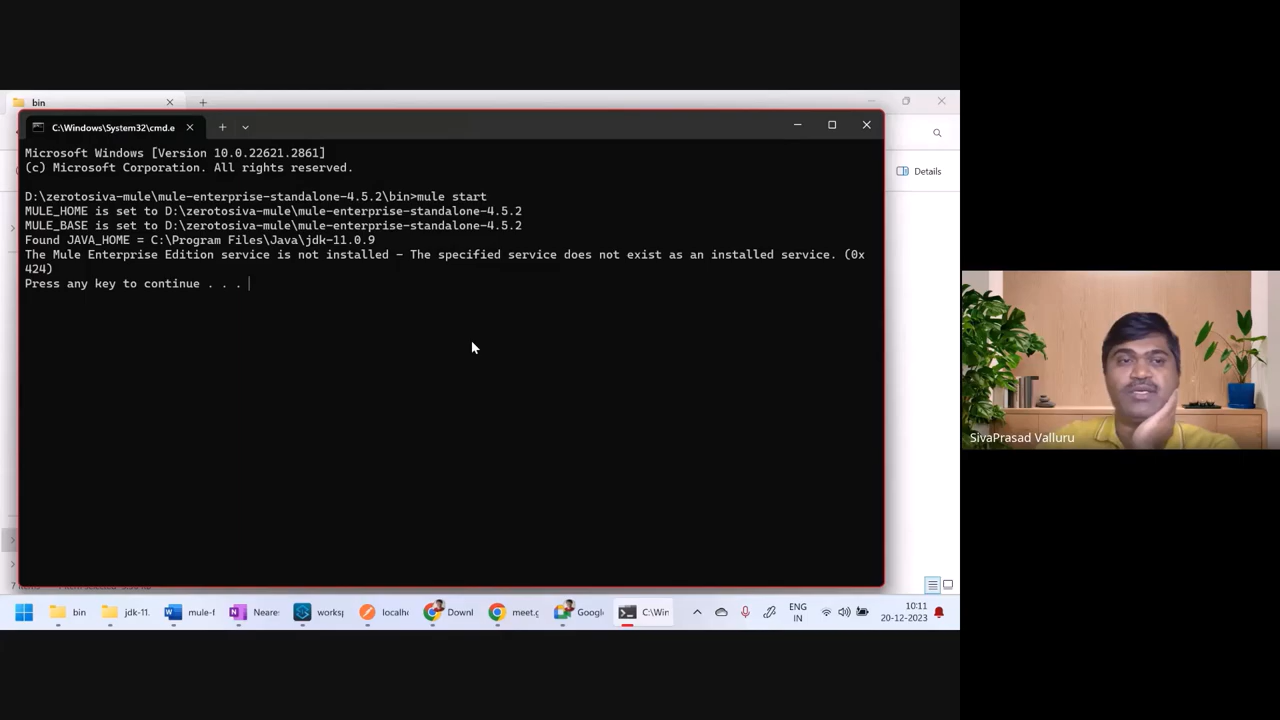 bin
C:\Windows\System32\cmd.e
Microsoft Windows [Version 10.0.22621.2861]
(c) Microsoft Corporation. All rights reserved.
Details
D:\zerotosiva-mule\mule-enterprise-standalone-4.5.2\bin>mule start
MULE_HOME is set to D:\zerotosiva-mule\mule-enterprise-standalone-4.5.2
MULE_BASE is set to D:\zerotosiva-mule\mule-enterprise-standalone-4.5.2
Found JAVA_HOME = C:\Program Files\Java\jdk-11.0.9
The Mule Enterprise Edition service is not installed - The specified service does not exist as an installed service. (0x
424)
Press any key to continue . . .
SivaPrasad Valluru
bin jdk-11. mule-f Neare worksp localho Downl meet.g Google C:\Win ENG 10:11
IN 20-12-2023